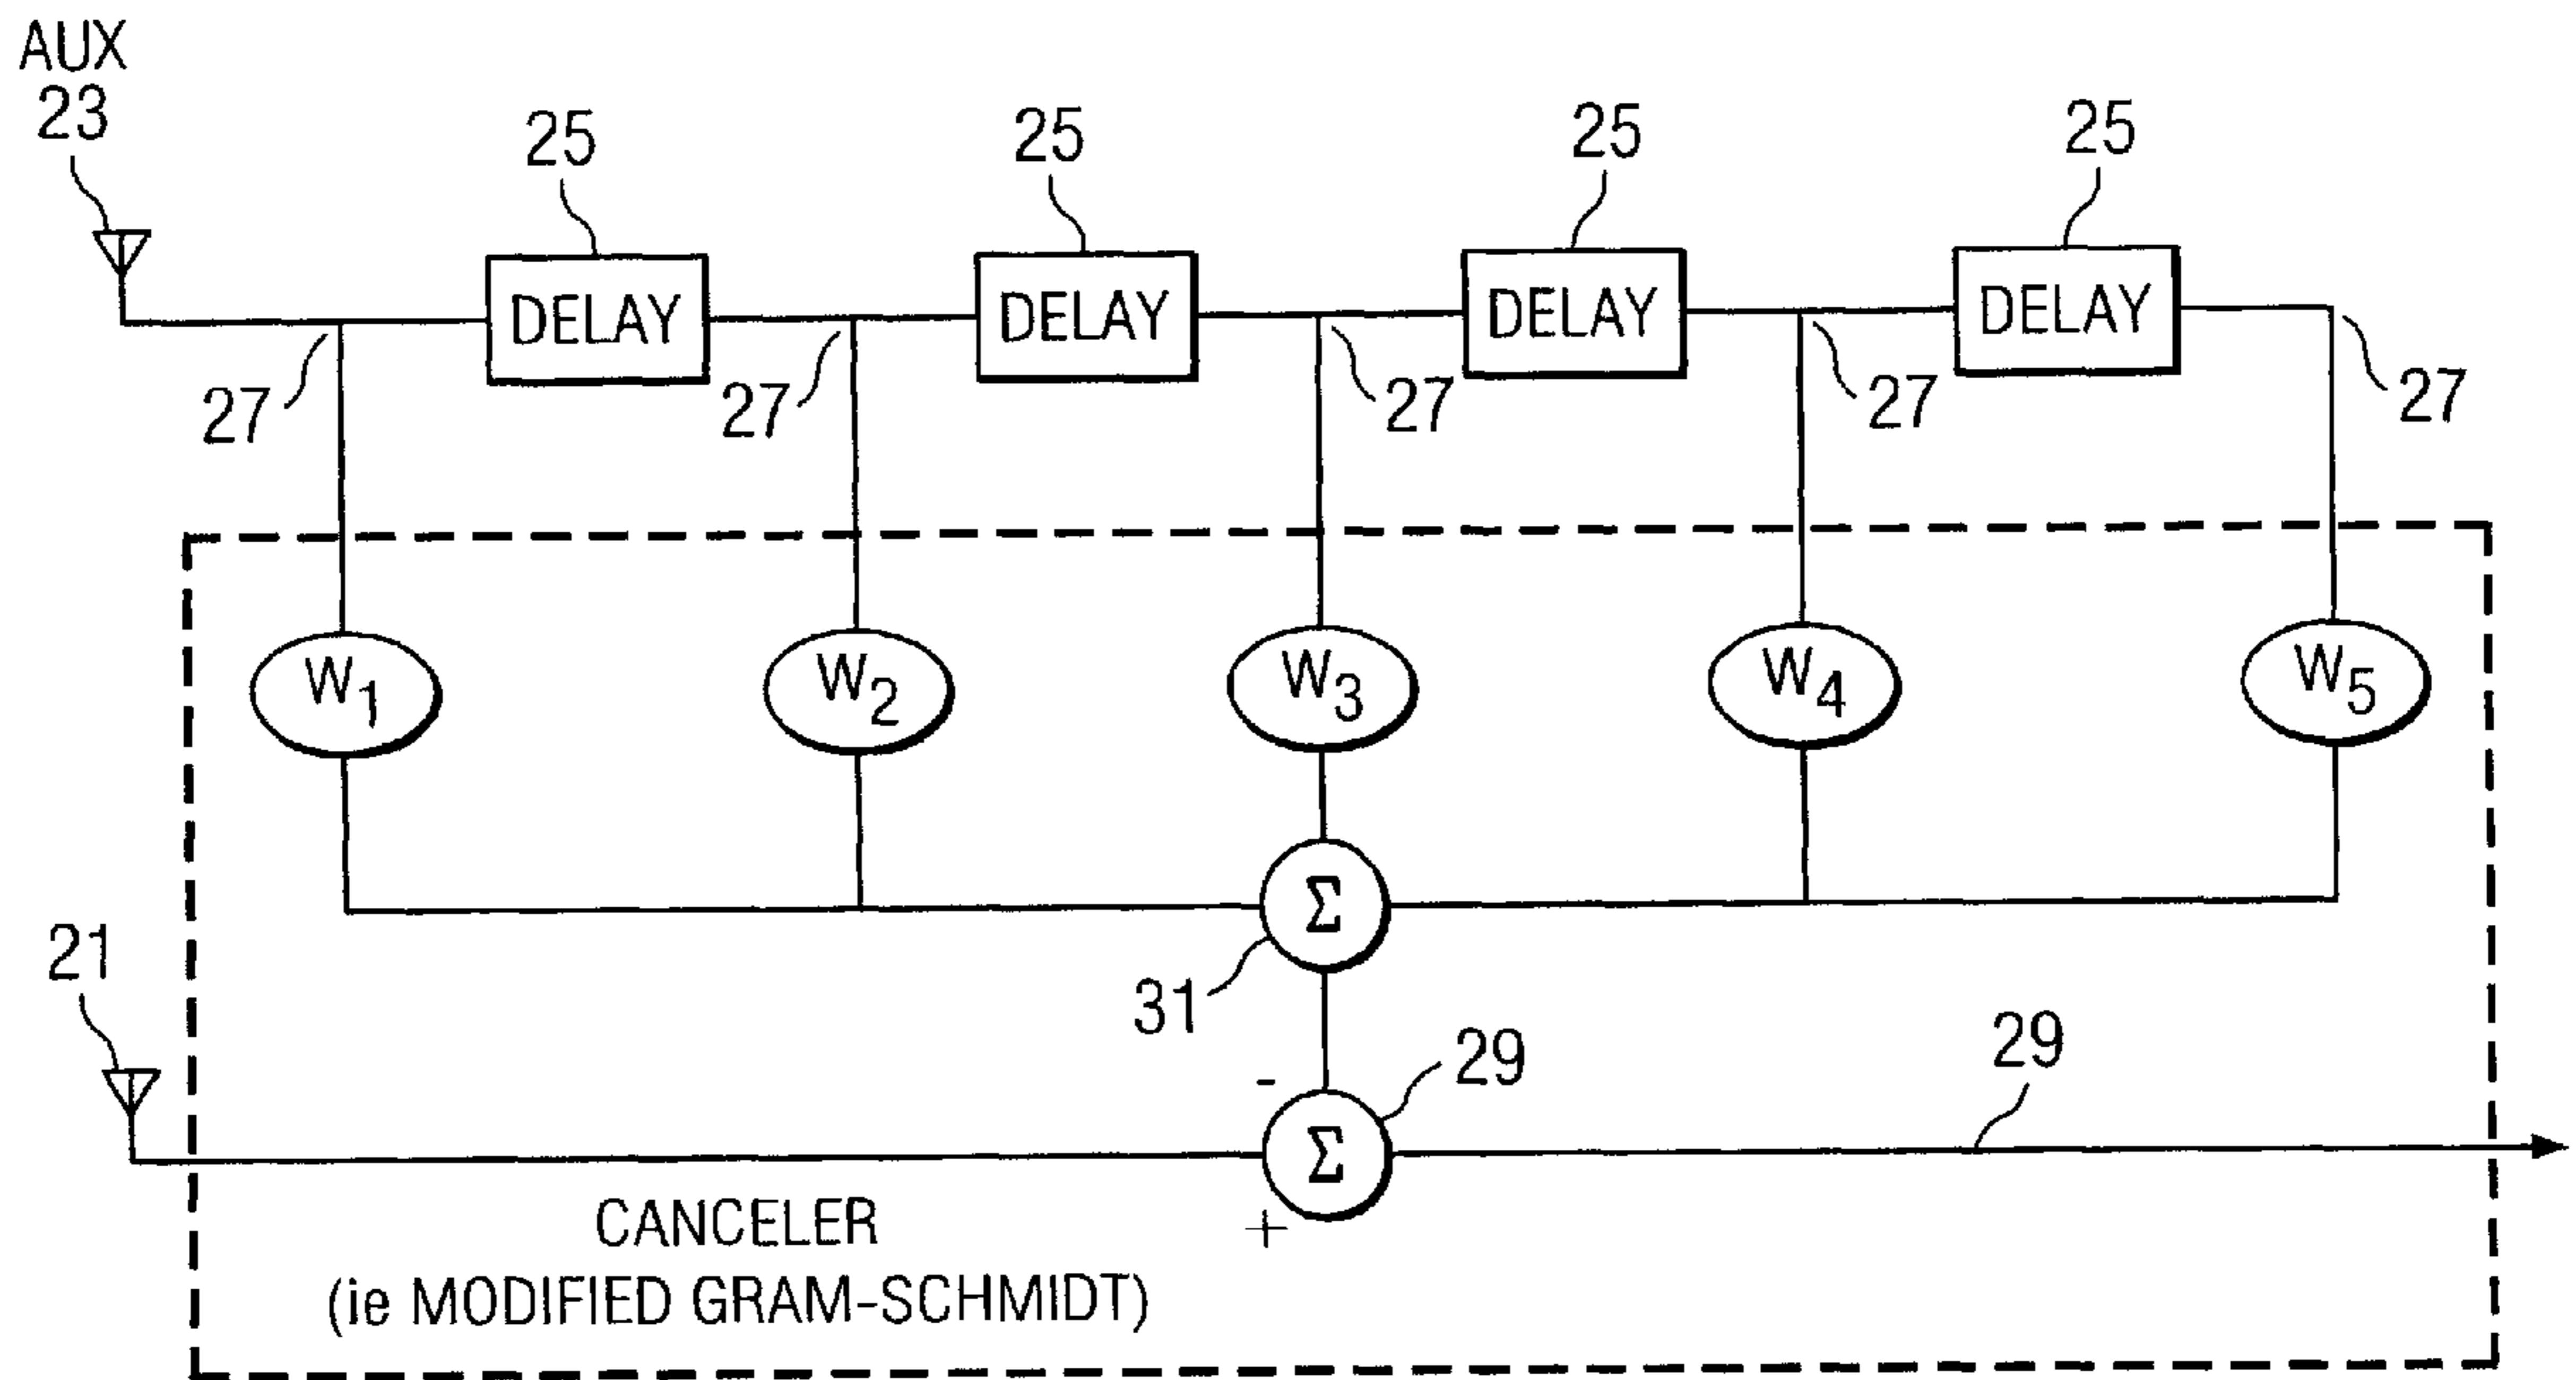 AUX
23
25 25 25 25
DELAY DELAY DELAY DELAY
27 27 27 27 27
W1 W2 W3 W4 W5
Σ
31
21
29 29
-
Σ
+
CANCELER
(ie MODIFIED GRAM-SCHMIDT)